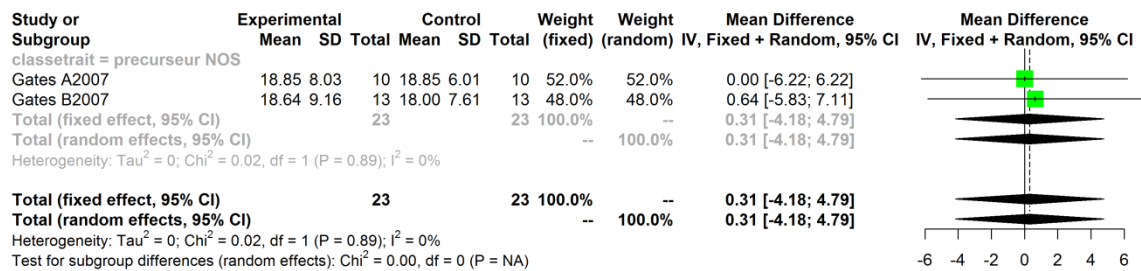 Study or Experimental Control Weight Weight Mean Difference Mean Difference
Subgroup Mean SD Total Mean SD Total (fixed) (random) IV, Fixed + Random, 95% CI IV, Fixed + Random, 95% CI
classetrait = precurseur NOS
Gates A2007 18.85 8.03 10 18.85 6.01 10 52.0% 52.0% 0.00 [-6.22; 6.22]
Gates B2007 18.64 9.16 13 18.00 7.61 13 48.0% 48.0% 0.64 [-5.83; 7.11]
Total (fixed effect, 95% CI) 23 23 100.0% -- 0.31 [-4.18; 4.79]
Total (random effects, 95% CI) -- 100.0% 0.31 [-4.18; 4.79]
Heterogeneity: Tau² = 0; Chi² = 0.02, df = 1 (P = 0.89); I² = 0%
Total (fixed effect, 95% CI) 23 23 100.0% -- 0.31 [-4.18; 4.79]
Total (random effects, 95% CI) -- 100.0% 0.31 [-4.18; 4.79]
Heterogeneity: Tau² = 0; Chi² = 0.02, df = 1 (P = 0.89); I² = 0%
Test for subgroup differences (random effects): Chi² = 0.00, df = 0 (P = NA)
-6 -4 -2 0 2 4 6